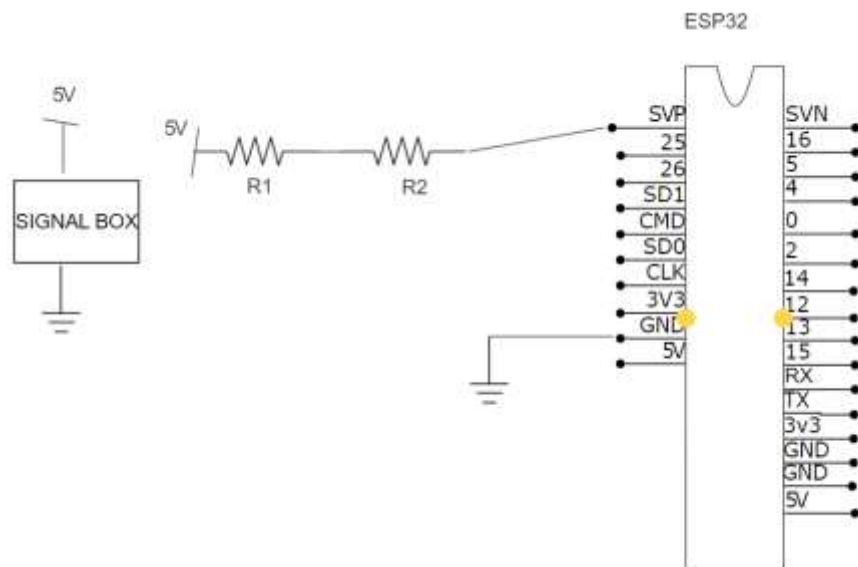 ESP32
5V
SIGNAL BOX
5V
R1
R2
SVP
25
26
SD1
CMD
SD0
CLK
3V3
GND
5V
SVN
16
5
4
0
2
14
12
13
15
RX
TX
3v3
GND
GND
5V